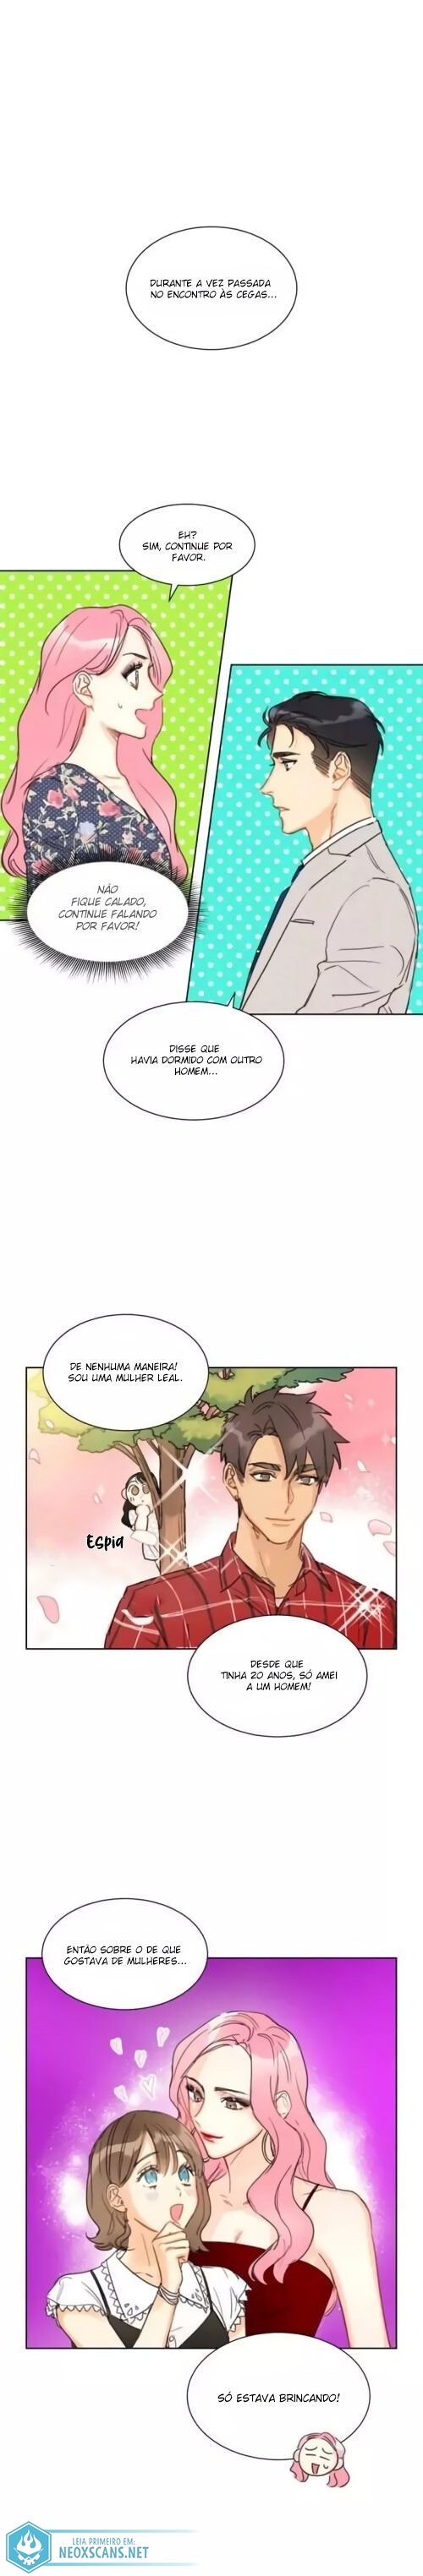 DURANTE A VEZ PASSADA
NO ENCONTRO ÀS CEGAS...
EH?
SIM, CONTINUE POR
FAVOR.
NÃO
FIQUE CALADO,
CONTINUE FALANDO
POR FAVOR!
DISSE QUE
HAVIA DORMIDO COM OUTRO
HOMEM...
DE NENHUMA MANEIRA!
SOU UMA MULHER LEAL.
Espia
DESDE QUE
TINHA 20 ANOS, SÓ AMEI
A UM HOMEM!
ENTÃO SOBRE O DE QUE
GOSTAVA DE MULHERES...
SÓ ESTAVA BRINCANDO!
LEIA PRIMEIRO EM:
NEOXSCANS.NET